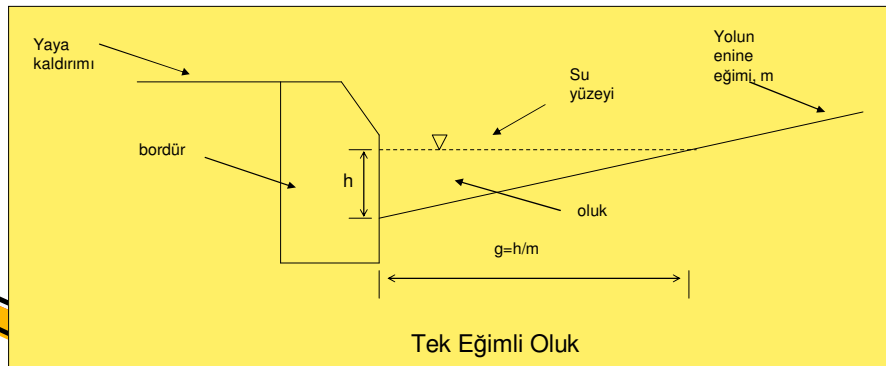 Yaya
kaldırımı
Su
yüzeyi
Yolun
enine
eğimi, m
bordür
h
oluk
g=h/m
Tek Eğimli Oluk